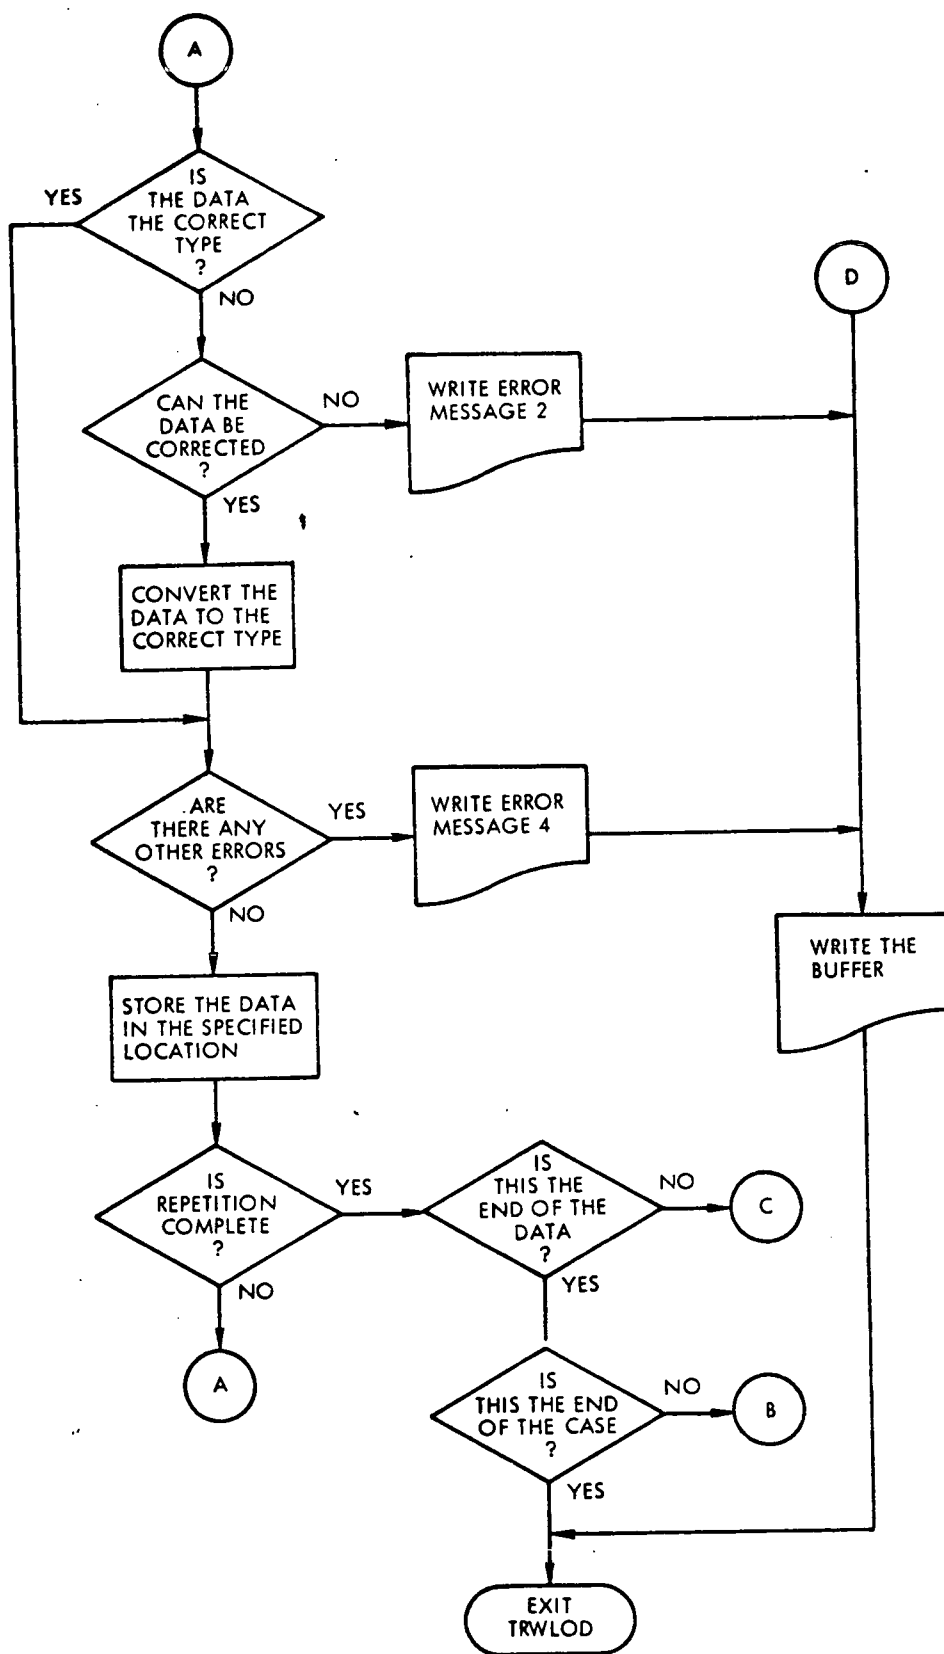 A
IS
THE DATA
THE CORRECT
TYPE
?
YES
NO
D
CAN THE
DATA BE
CORRECTED
?
NO
YES
WRITE ERROR
MESSAGE 2
CONVERT THE
DATA TO THE
CORRECT TYPE
ARE
THERE ANY
OTHER ERRORS
?
YES
NO
WRITE ERROR
MESSAGE 4
WRITE THE
BUFFER
STORE THE DATA
IN THE SPECIFIED
LOCATION
IS
REPETITION
COMPLETE
?
YES
NO
A
IS
THIS THE
END OF THE
DATA
?
NO
C
YES
IS
THIS THE END
OF THE CASE
?
NO
B
YES
EXIT
TRWLOD